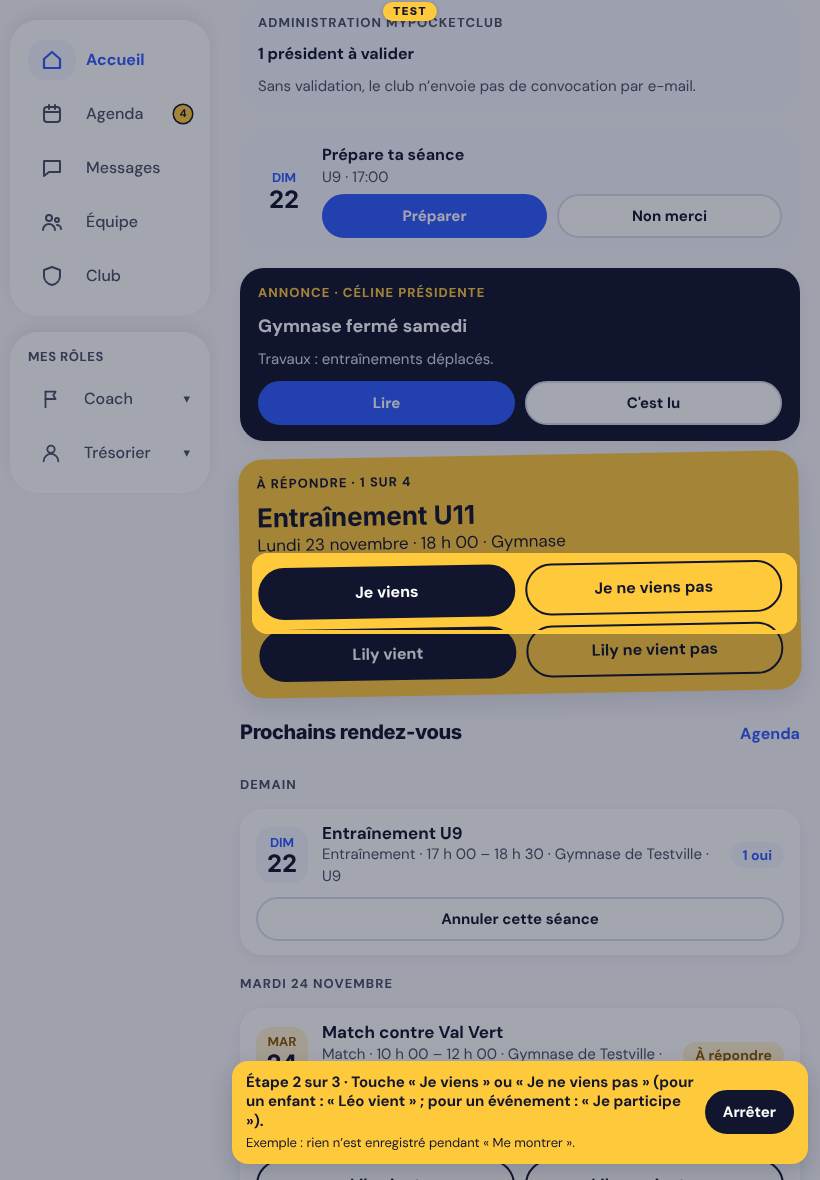 TEST
ADMINISTRATION MYPOCKETCLUB
1 président à valider
Sans validation, le club n’envoie pas de convocation par e-mail.
Accueil
Agenda
4
Messages
Équipe
Club
MES RÔLES
Coach
Trésorier
DIM
22
Prépare ta séance
U9 · 17:00
Préparer
Non merci
ANNONCE · CÉLINE PRÉSIDENTE
Gymnase fermé samedi
Travaux : entraînements déplacés.
Lire
C'est lu
À RÉPONDRE · 1 SUR 4
Entraînement U11
Lundi 23 novembre · 18 h 00 · Gymnase
Je viens
Je ne viens pas
Lily vient
Lily ne vient pas
Prochains rendez-vous
Agenda
DEMAIN
DIM
22
Entraînement U9
Entraînement · 17 h 00 – 18 h 30 · Gymnase de Testville ·
U9
1 oui
Annuler cette séance
MARDI 24 NOVEMBRE
MAR
24
Match contre Val Vert
Match · 10 h 00 – 12 h 00 · Gymnase de Testville ·
À répondre
Étape 2 sur 3 · Touche « Je viens » ou « Je ne viens pas » (pour
un enfant : « Léo vient » ; pour un événement : « Je participe
»).
Exemple : rien n’est enregistré pendant « Me montrer ».
Arrêter